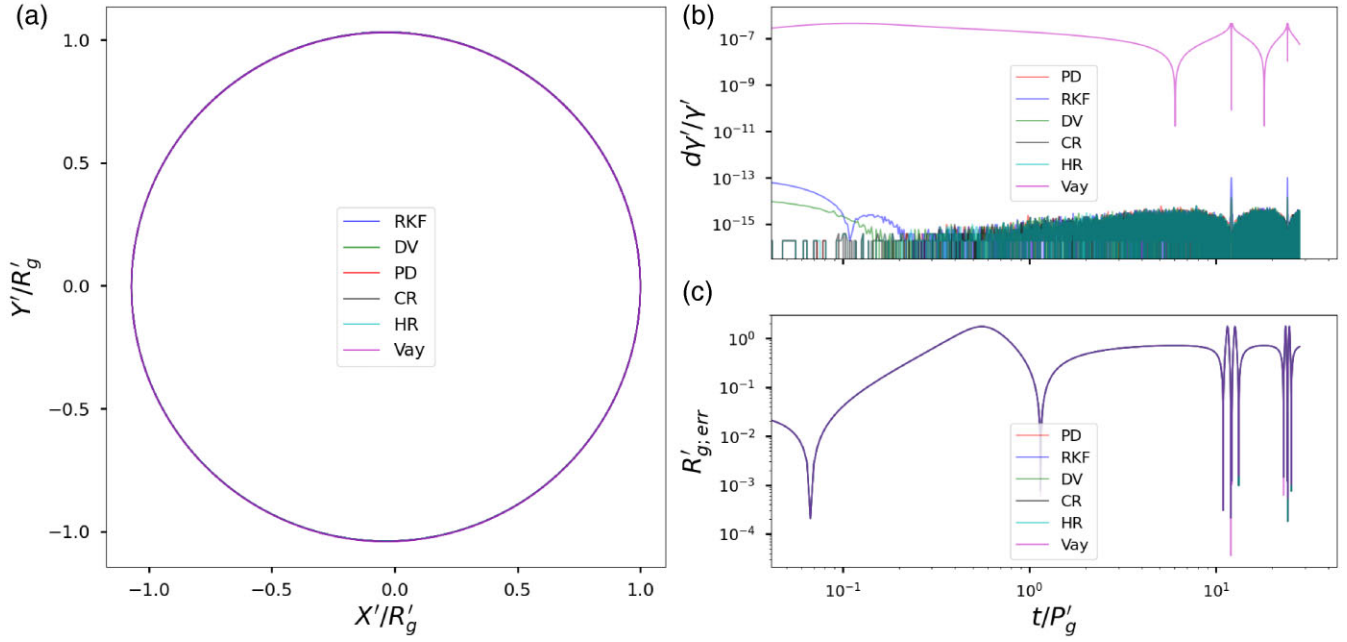 (a)
1.0
0.5
0.0
−0.5
−1.0
Y′/R′g
RKF
DV
PD
CR
HR
Vay
−1.0
−0.5
0.0
0.5
1.0
X′/R′g
(b)
10⁻⁷
10⁻⁹
10⁻¹¹
10⁻¹³
10⁻¹⁵
dγ′/γ′
PD
RKF
DV
CR
HR
Vay
(c)
10⁰
10⁻¹
10⁻²
10⁻³
10⁻⁴
R′g;err
PD
RKF
DV
CR
HR
Vay
10⁻¹
10⁰
10¹
t/P′g